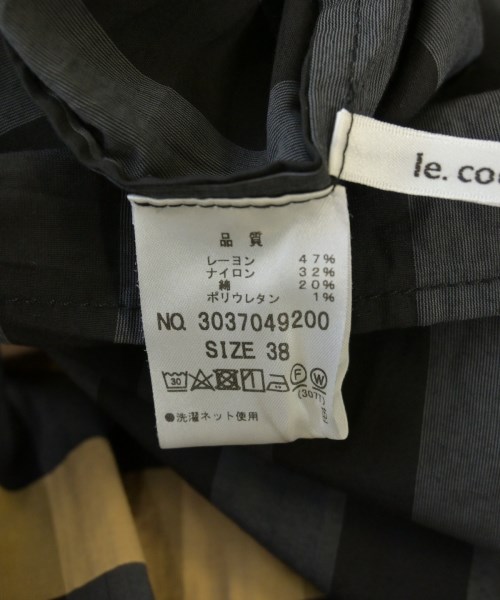 le. co
品質
レーヨン 47%
ナイロン 32%
綿 20%
ポリウレタン 1%
NO. 3037049200
SIZE 38
30 F W
●洗濯ネット使用